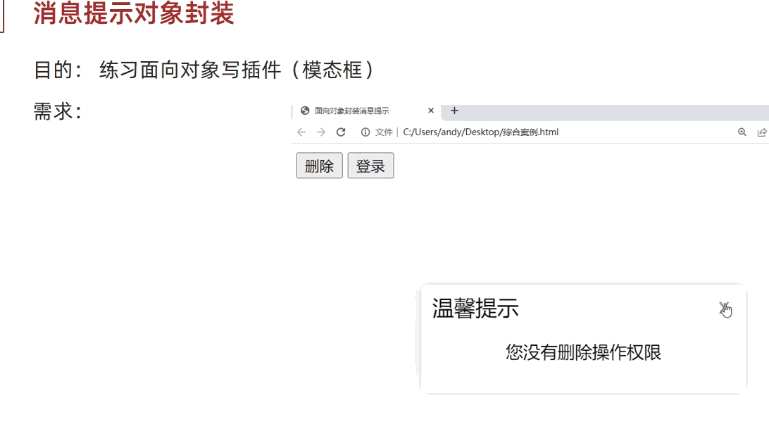 消息提示对象封装
目的： 练习面向对象写插件（模态框）
需求：
面向对象封装消息提示
文件 | C:/Users/andy/Desktop/综合案例.html
删除 登录
温馨提示
您没有删除操作权限